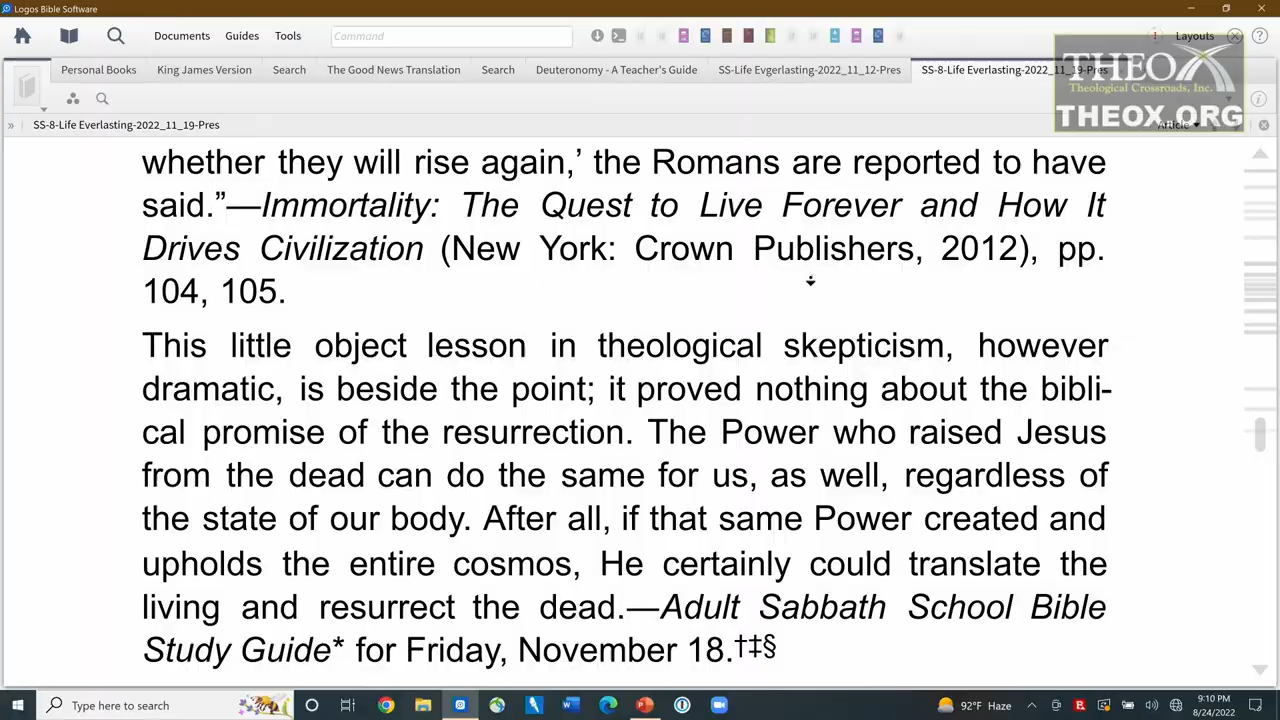 Logos Bible Software
Documents Guides Tools Command Layouts
Personal Books King James Version Search Search Deuteronomy - A Teacher's Guide SS-Life Evgerlasting-2022_11_12-Pres SS-8-Life Everlasting-2022_11_19-Pres
THEOX
Theological Crossroads, Inc.
THEOX.ORG
SS-8-Life Everlasting-2022_11_19-Pres Article
whether they will rise again,’ the Romans are reported to have
said.”—Immortality: The Quest to Live Forever and How It
Drives Civilization (New York: Crown Publishers, 2012), pp.
104, 105.
This little object lesson in theological skepticism, however
dramatic, is beside the point; it proved nothing about the bibli-
cal promise of the resurrection. The Power who raised Jesus
from the dead can do the same for us, as well, regardless of
the state of our body. After all, if that same Power created and
upholds the entire cosmos, He certainly could translate the
living and resurrect the dead.—Adult Sabbath School Bible
Study Guide* for Friday, November 18.†‡§
Type here to search 92°F Haze 9:10 PM
8/24/2022